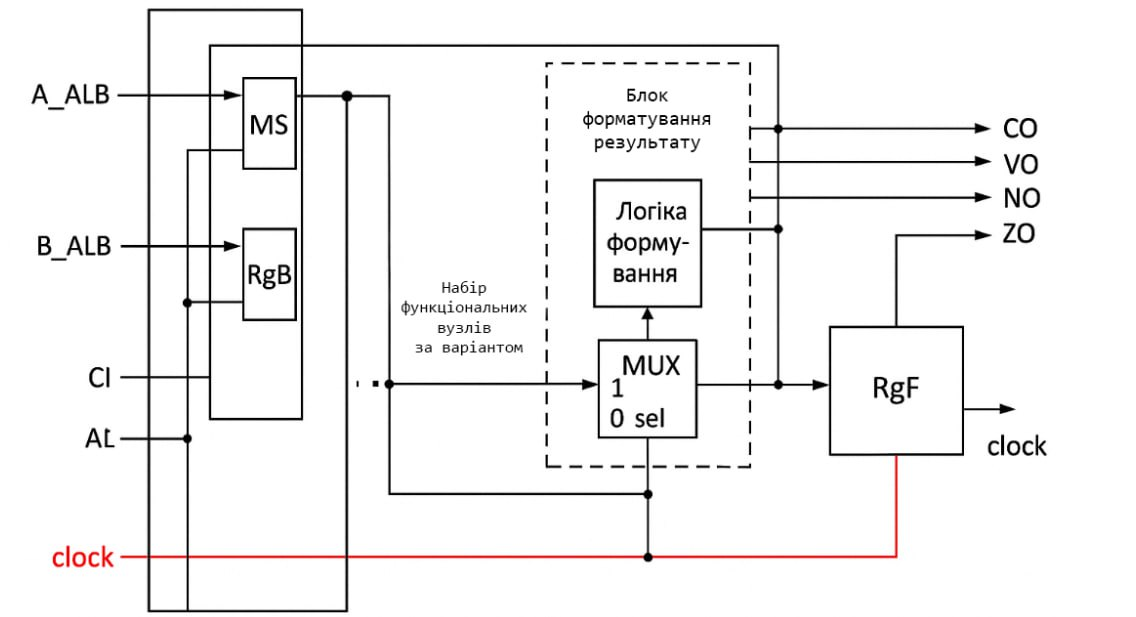 A_ALB
MS
B_ALB
RgB
CI
AL
clock
Набір
функціональних
вузлів
за варіантом
Блок
форматування
результату
Логіка
форму-
вання
MUX
1
0 sel
RgF
CO
VO
NO
ZO
clock